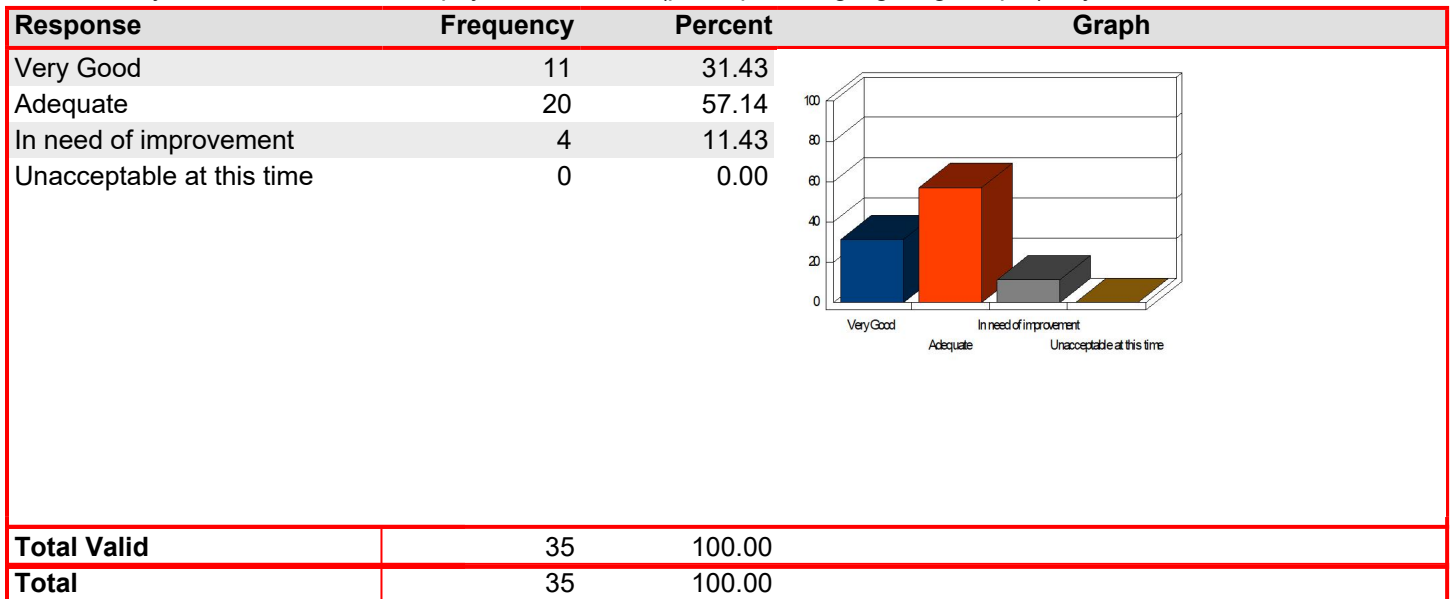 Response Frequency Percent Graph
Very Good 11 31.43
Adequate 20 57.14
In need of improvement 4 11.43
Unacceptable at this time 0 0.00
100
80
60
40
20
0
Very Good In need of improvement
Adequate Unacceptable at this time
Total Valid 35 100.00
Total 35 100.00